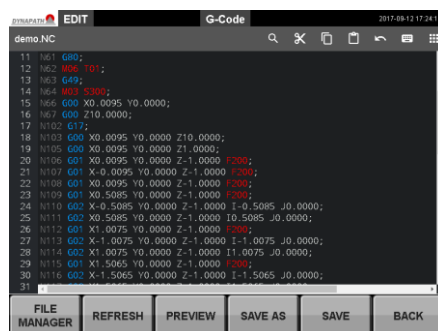 DYNAPATH EDIT G-Code 2017-09-12 17:24:1
demo.NC
11 N61 G80;
12 N62 M06 T01;
13 N63 G49;
14 N64 M03 S300;
15 N66 G00 X0.0095 Y0.0000;
16 N67 G00 Z10.0000;
17 N102 G17;
18 N103 G00 X0.0095 Y0.0000 Z10.0000;
19 N105 G00 X0.0095 Y0.0000 Z1.0000;
20 N106 G01 X0.0095 Y0.0000 Z-1.0000 F200;
21 N107 G01 X-0.0095 Y0.0000 Z-1.0000 F200;
22 N108 G01 X0.0095 Y0.0000 Z-1.0000 F200;
23 N109 G01 X0.5085 Y0.0000 Z-1.0000 F200;
24 N110 G02 X-0.5085 Y0.0000 Z-1.0000 I-0.5085 J0.0000;
25 N111 G02 X0.5085 Y0.0000 Z-1.0000 I0.5085 J0.0000;
26 N112 G01 X1.0075 Y0.0000 Z-1.0000 F200;
27 N113 G02 X-1.0075 Y0.0000 Z-1.0000 I-1.0075 J0.0000;
28 N114 G02 X1.0075 Y0.0000 Z-1.0000 I1.0075 J0.0000;
29 N115 G01 X1.5065 Y0.0000 Z-1.0000 F200;
30 N116 G02 X-1.5065 Y0.0000 Z-1.0000 I-1.5065 J0.0000;
31
FILE MANAGER REFRESH PREVIEW SAVE AS SAVE BACK